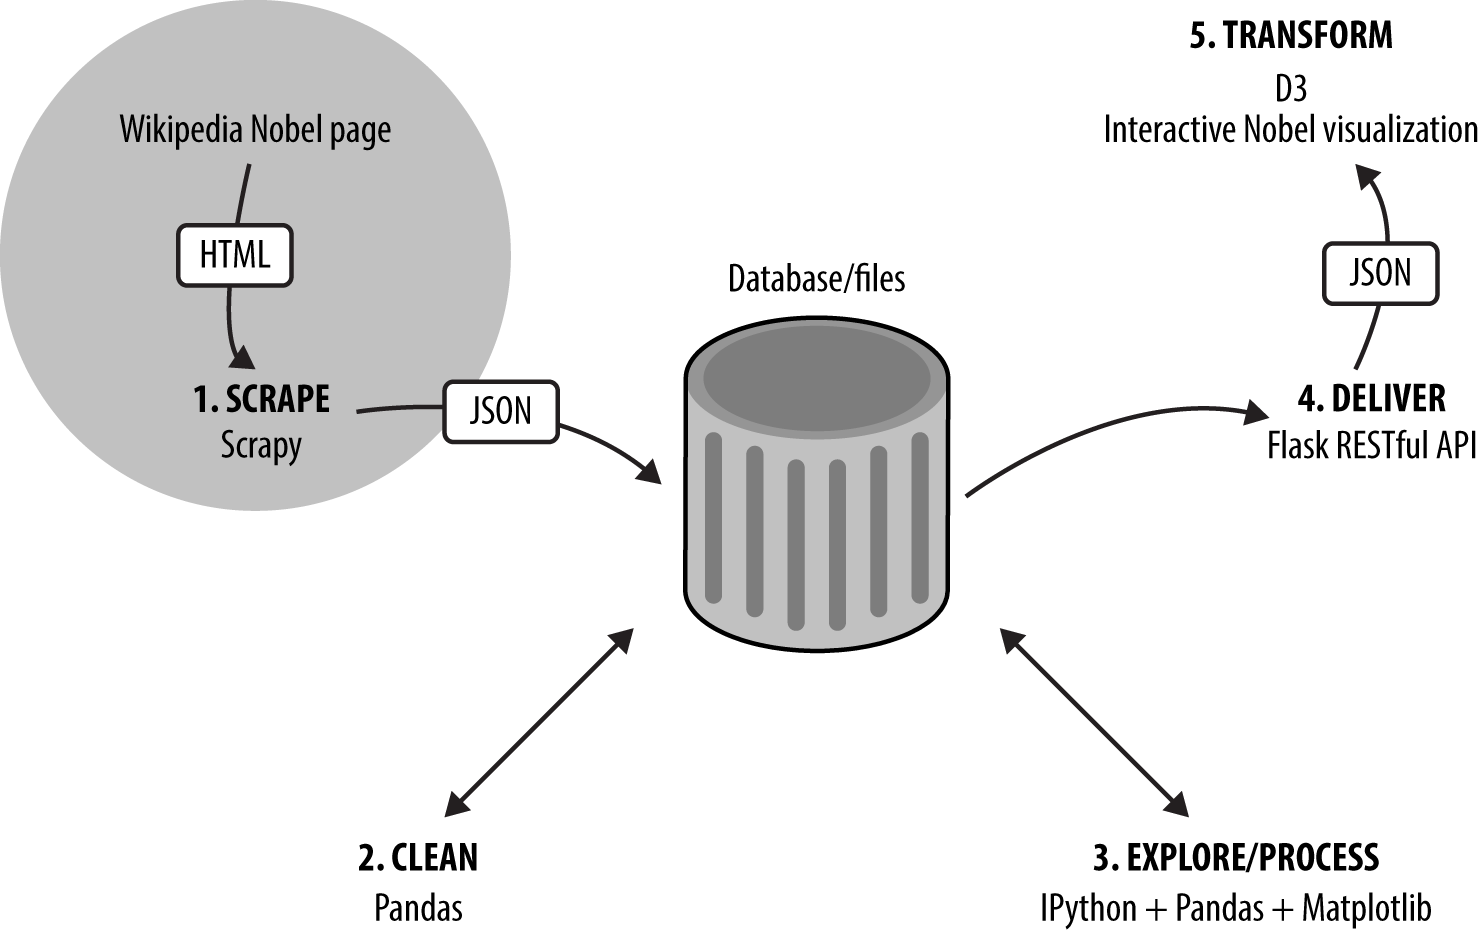 Wikipedia Nobel page
HTML
1. SCRAPE
Scrapy
JSON
Database/files
2. CLEAN
Pandas
3. EXPLORE/PROCESS
IPython + Pandas + Matplotlib
4. DELIVER
Flask RESTful API
JSON
5. TRANSFORM
D3
Interactive Nobel visualization